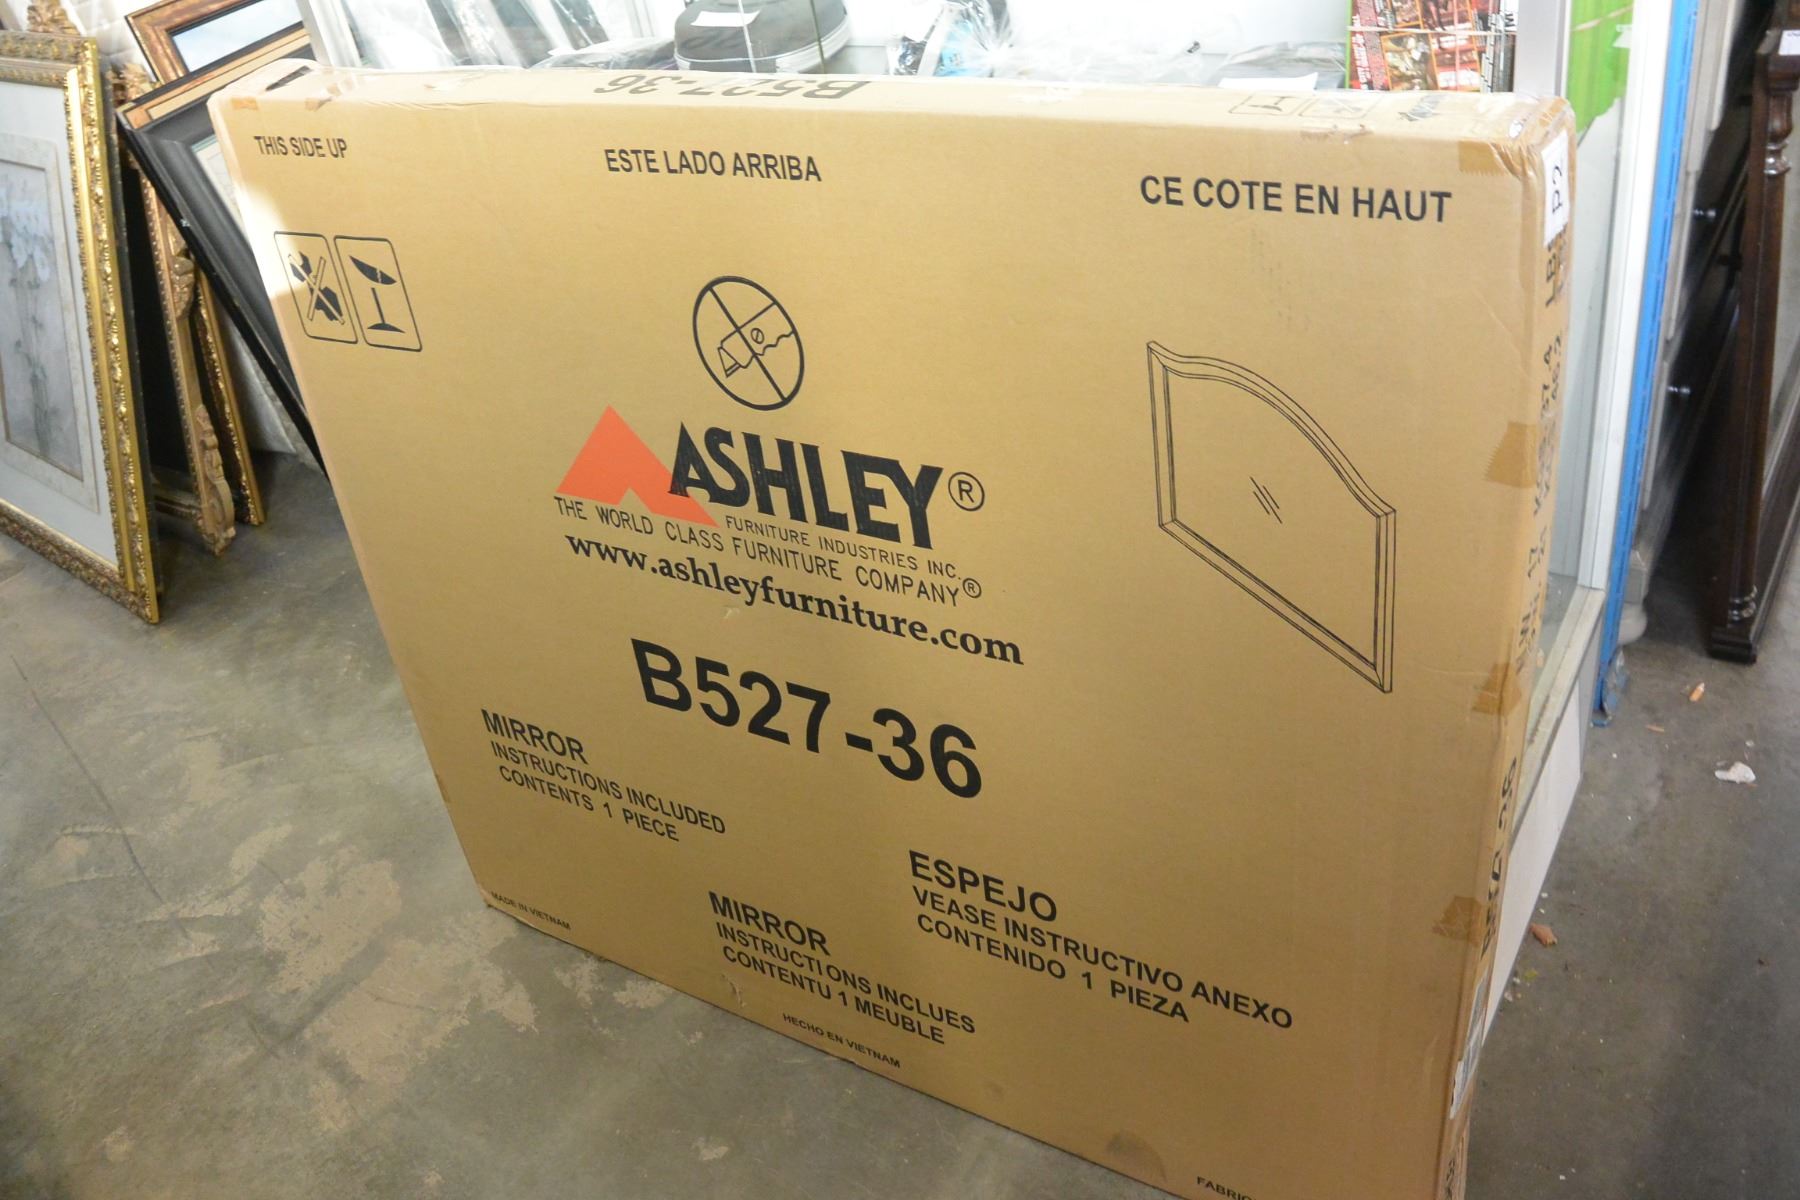 B527-36
THIS SIDE UP
ESTE LADO ARRIBA
CE COTE EN HAUT
P2
ASHLEY®
FURNITURE INDUSTRIES INC.
THE WORLD CLASS FURNITURE COMPANY®
www.ashleyfurniture.com
B527-36
MIRROR
INSTRUCTIONS INCLUDED
CONTENTS 1 PIECE
MADE IN VIETNAM
MIRROR
INSTRUCTIONS INCLUES
CONTENTU 1 MEUBLE
HECHO EN VIETNAM
ESPEJO
VEASE INSTRUCTIVO ANEXO
CONTENIDO 1 PIEZA
FABRIQ